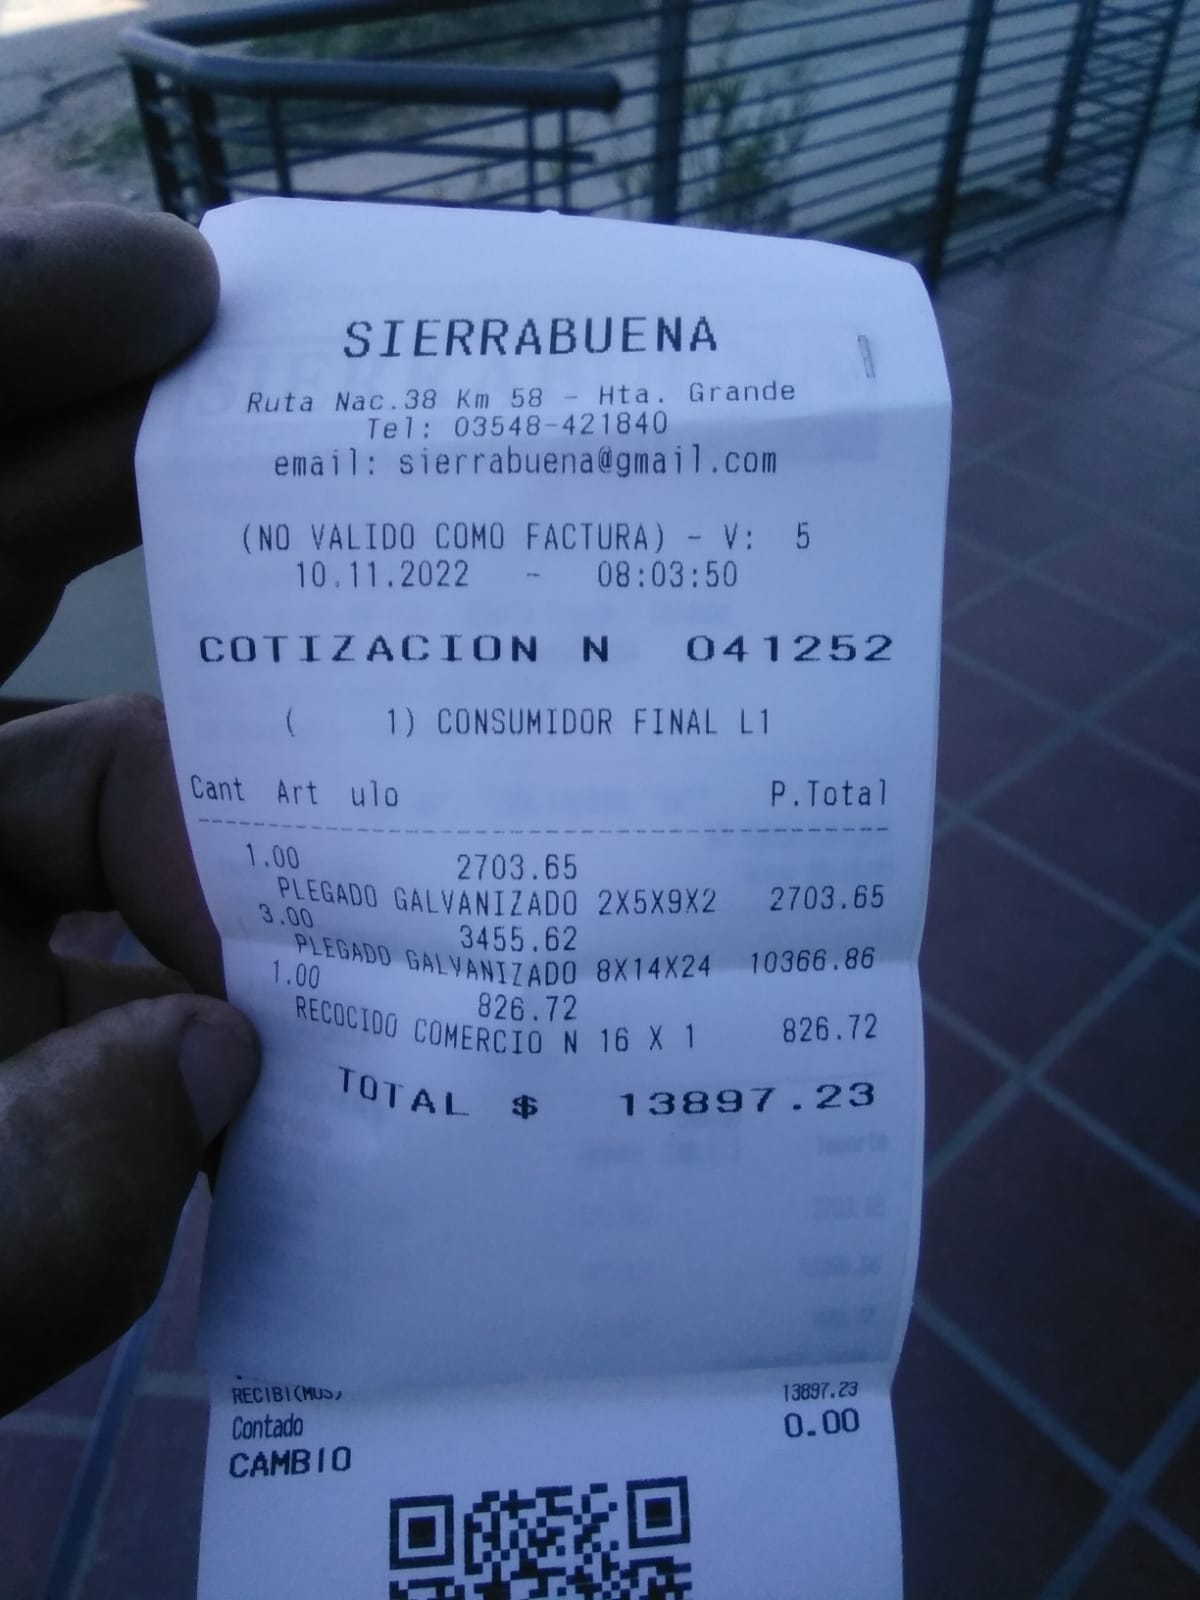 SIERRABUENA
Ruta Nac.38 Km 58 - Hta. Grande
Tel: 03548-421840
email: sierrabuena@gmail.com
(NO VALIDO COMO FACTURA) - V: 5
10.11.2022 - 08:03:50
COTIZACION N 041252
( 1) CONSUMIDOR FINAL L1
Cant Art ulo P.Total
1.00 2703.65
PLEGADO GALVANIZADO 2X5X9X2 2703.65
3.00 3455.62
PLEGADO GALVANIZADO 8X14X24 10366.86
1.00 826.72
RECOCIDO COMERCIO N 16 X 1 826.72
TOTAL $ 13897.23
13897.23
Contado 0.00
CAMBIO